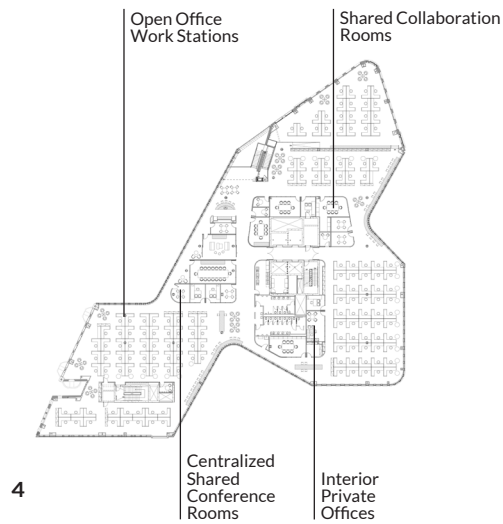 Open Office
Work Stations
Shared Collaboration
Rooms
Centralized
Shared
Conference
Rooms
Interior
Private
Offices
4